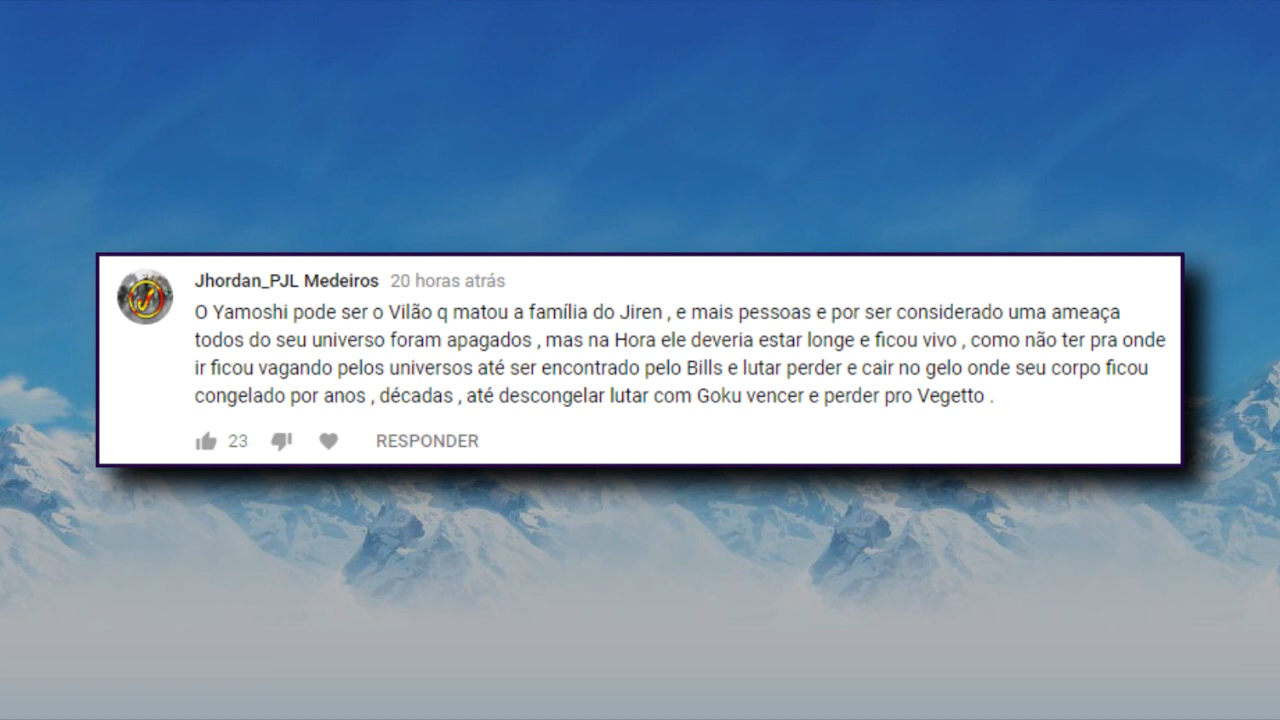 Jhordan_PJL Medeiros 20 horas atrás
O Yamoshi pode ser o Vilão q matou a família do Jiren , e mais pessoas e por ser considerado uma ameaça
todos do seu universo foram apagados , mas na Hora ele deveria estar longe e ficou vivo , como não ter pra onde
ir ficou vagando pelos universos até ser encontrado pelo Bills e lutar perder e cair no gelo onde seu corpo ficou
congelado por anos , décadas , até descongelar lutar com Goku vencer e perder pro Vegetto .
23 RESPONDER